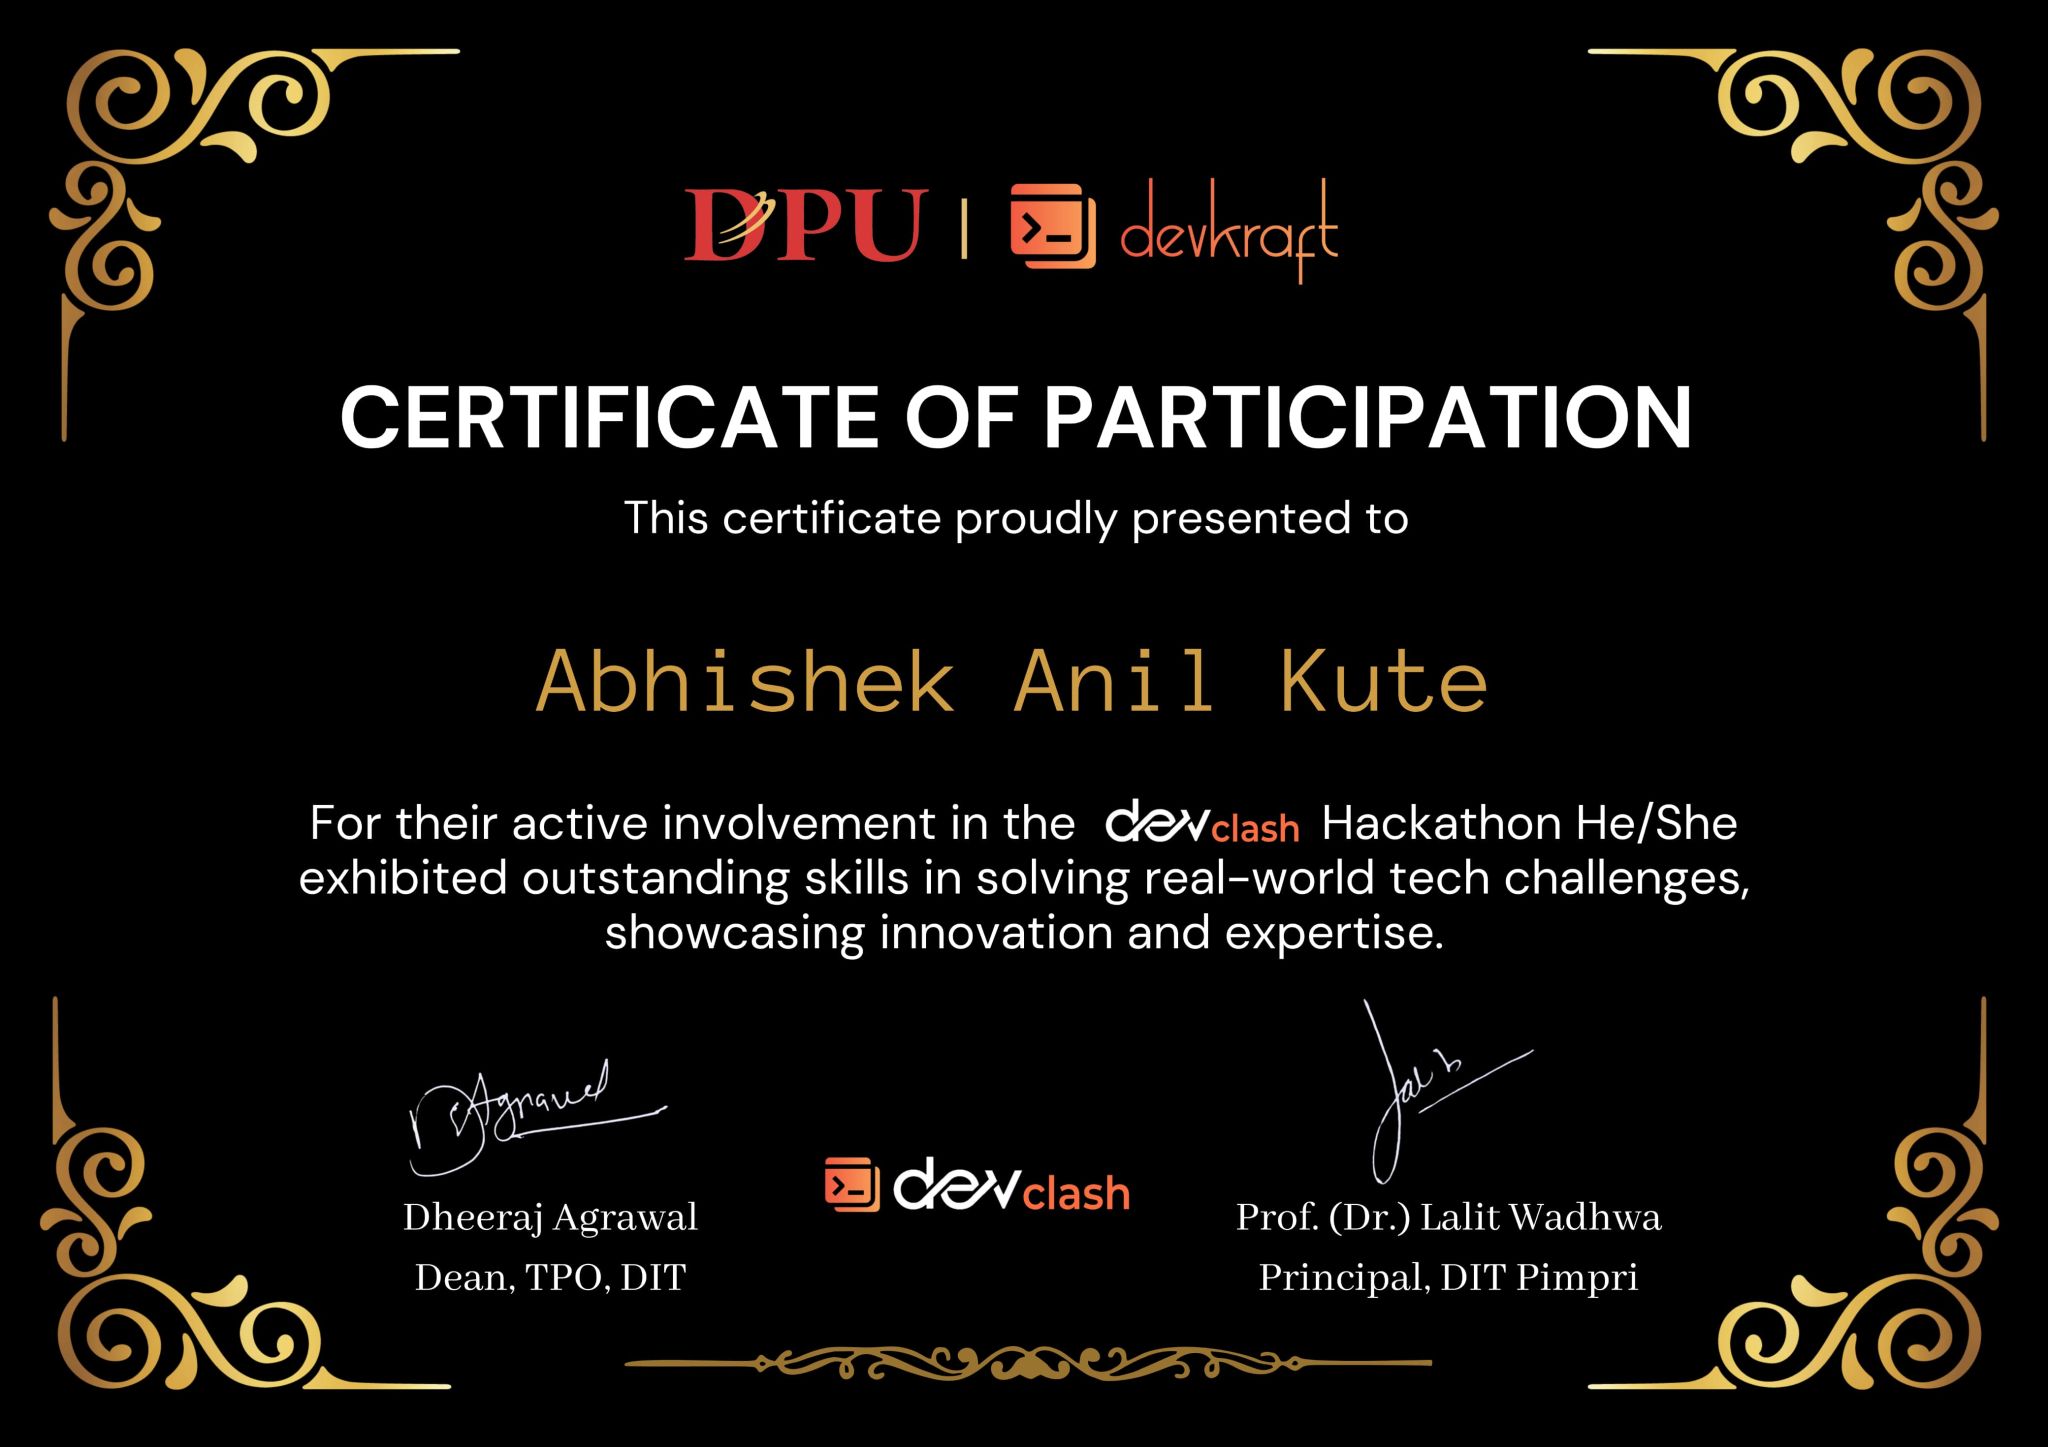 DPU | devkraft
CERTIFICATE OF PARTICIPATION
This certificate proudly presented to
Abhishek Anil Kute
For their active involvement in the devclash Hackathon He/She
exhibited outstanding skills in solving real-world tech challenges,
showcasing innovation and expertise.
DAgrawal
Dheeraj Agrawal
Dean, TPO, DIT
devclash
Prof. (Dr.) Lalit Wadhwa
Principal, DIT Pimpri